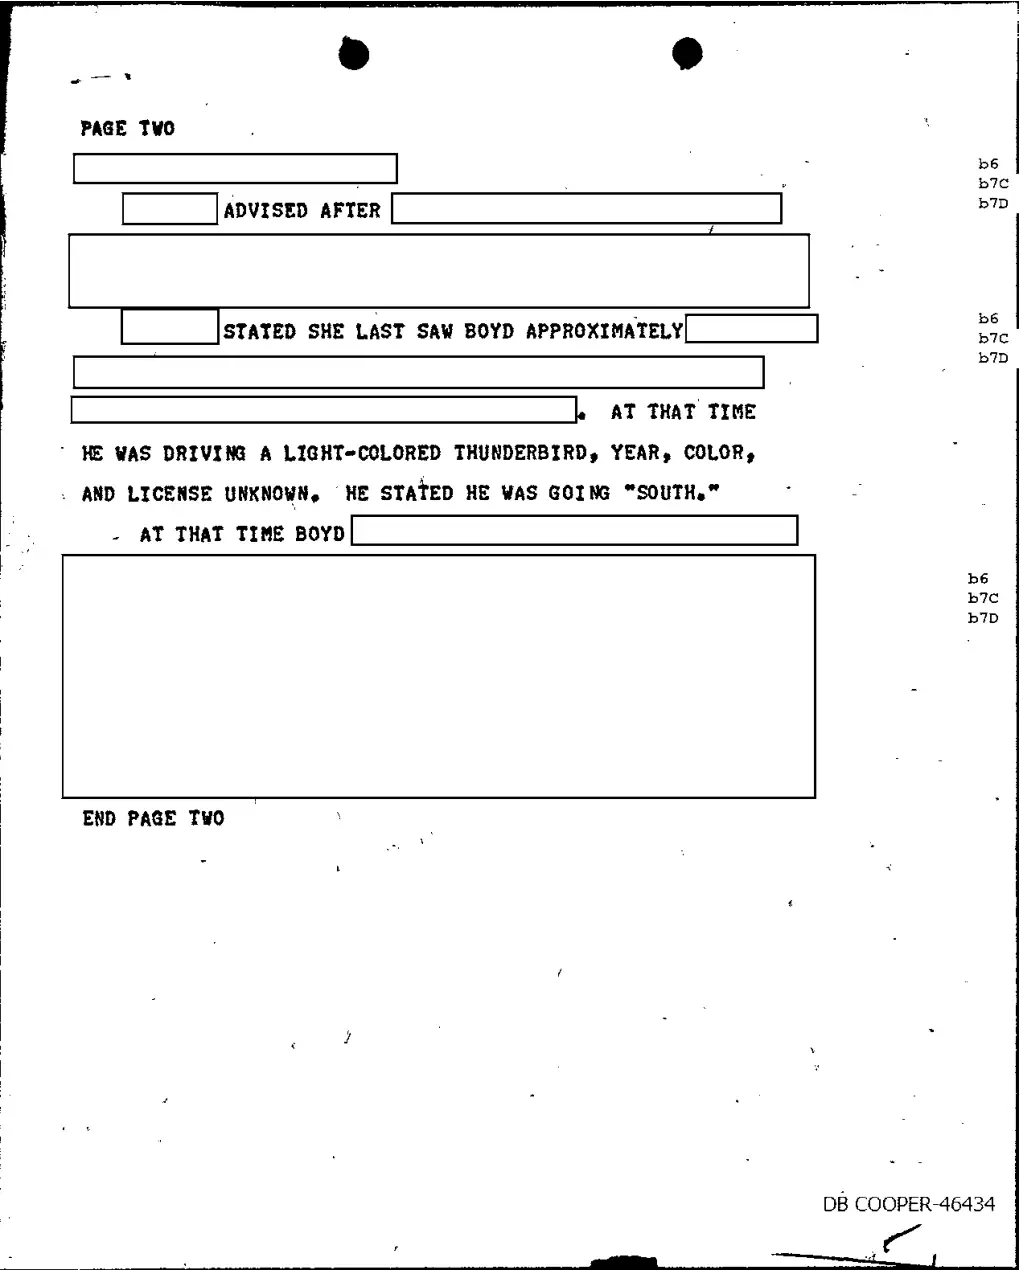 PAGE TWO
b6
b7C
b7D
ADVISED AFTER
STATED SHE LAST SAW BOYD APPROXIMATELY
b6
b7C
b7D
. AT THAT TIME
HE WAS DRIVING A LIGHT-COLORED THUNDERBIRD, YEAR, COLOR,
AND LICENSE UNKNOWN. HE STATED HE WAS GOING "SOUTH."
AT THAT TIME BOYD
b6
b7C
b7D
END PAGE TWO
DB COOPER-46434